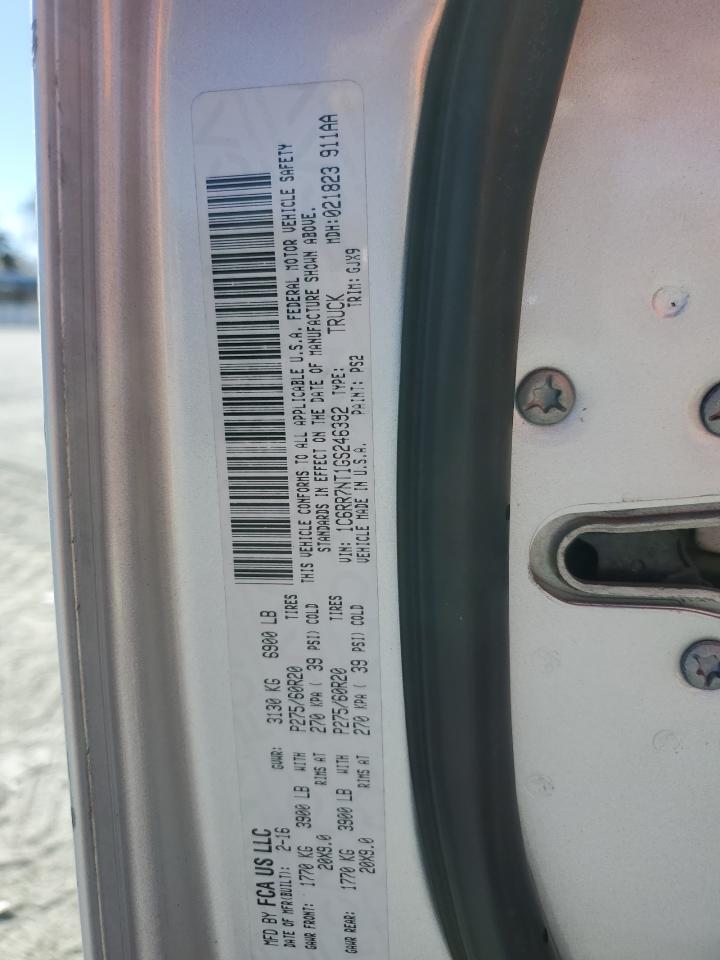 MFD BY FCA US LLC
DATE OF MFR(BUILT): 2-16 GVWR: 3130 KG 6900 LB
GAWR FRONT: 1770 KG 3900 LB WITH P275/60R20 TIRES
20X9.0 RIMS AT 270 KPA ( 39 PSI) COLD
GAWR REAR: 1770 KG 3900 LB WITH P275/60R20 TIRES
20X9.0 RIMS AT 270 KPA ( 39 PSI) COLD
THIS VEHICLE CONFORMS TO ALL APPLICABLE U.S.A. FEDERAL MOTOR VEHICLE SAFETY
STANDARDS IN EFFECT ON THE DATE OF MANUFACTURE SHOWN ABOVE.
VIN: 1C6RR7NT1GS246392 TYPE: TRUCK MDH:021823 911AA
VEHICLE MADE IN U.S.A. PAINT: PS2 TRIM: GJX9